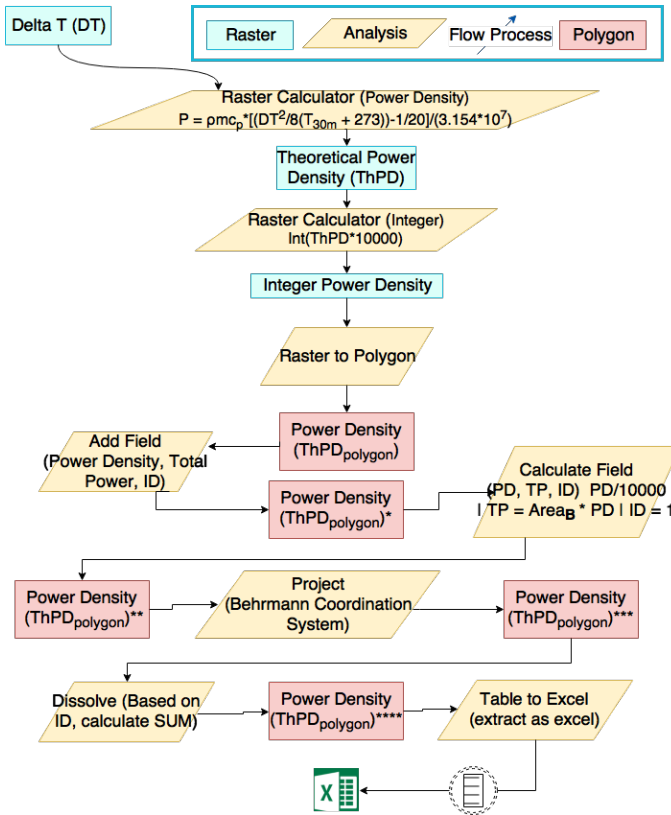 Delta T (DT)
Raster
Analysis
Flow Process
Polygon
Raster Calculator (Power Density)
P = ρmcₚ*[(DT²/8(T₃₀ₘ + 273))-1/20]/(3.154*10⁷)
Theoretical Power
Density (ThPD)
Raster Calculator (Integer)
Int(ThPD*10000)
Integer Power Density
Raster to Polygon
Power Density
(ThPDpolygon)
Add Field
(Power Density, Total
Power, ID)
Power Density
(ThPDpolygon)*
Calculate Field
(PD, TP, ID) PD/10000
I TP = AreaB * PD I ID = 1
Power Density
(ThPDpolygon)**
Project
(Behrmann Coordination
System)
Power Density
(ThPDpolygon)***
Dissolve (Based on
ID, calculate SUM)
Power Density
(ThPDpolygon)****
Table to Excel
(extract as excel)
X